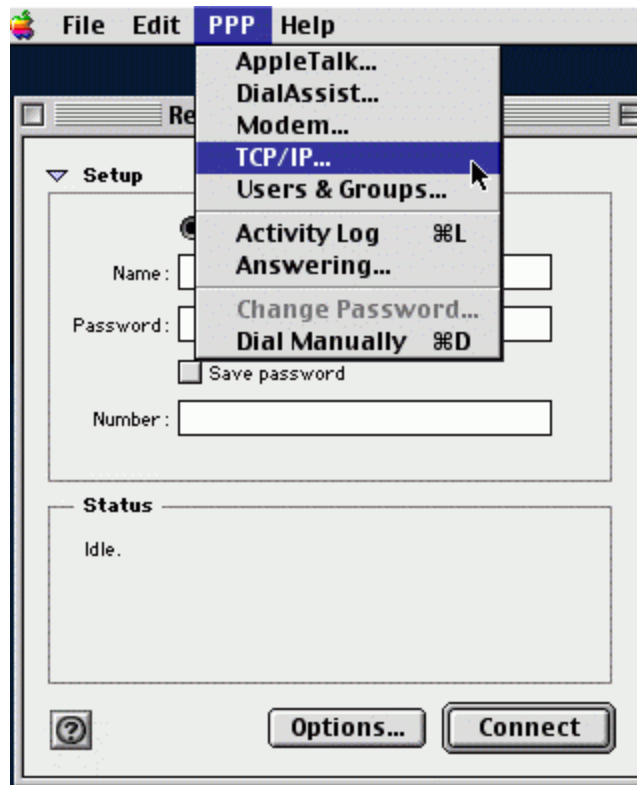 File Edit PPP Help
AppleTalk...
DialAssist...
Modem...
TCP/IP...
Users & Groups...
Activity Log ⌘L
Answering...
Change Password...
Dial Manually ⌘D
Re
Setup
Name:
Password:
Save password
Number:
Status
Idle.
? Options... Connect